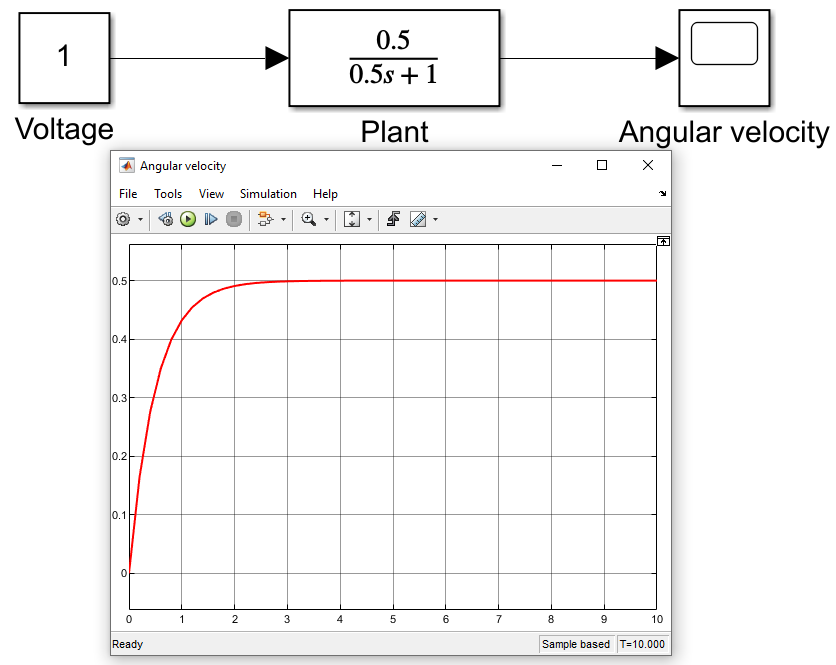 1
0.5
0.5s + 1
Voltage
Plant
Angular velocity
Angular velocity
File Tools View Simulation Help
0.5
0.4
0.3
0.2
0.1
0
0 1 2 3 4 5 6 7 8 9 10
Ready
Sample based T=10.000